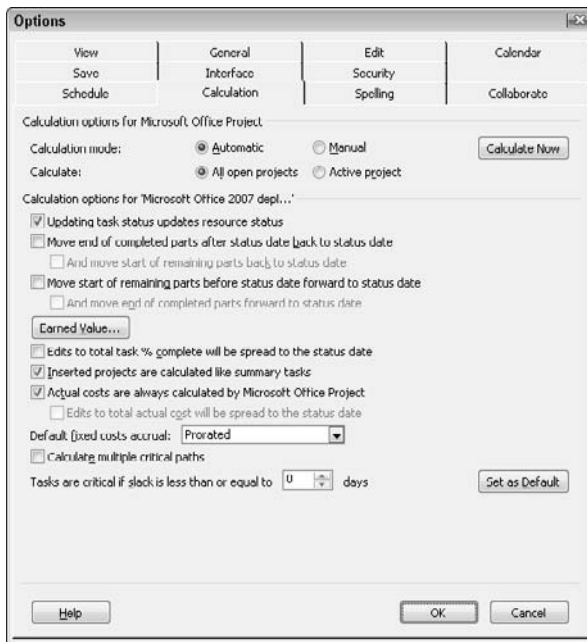 Options
View General Edit Calendar
Save Interface Security
Schedule Calculation Spelling Collaborate
Calculation options for Microsoft Office Project
Calculation mode: Automatic Manual Calculate Now
Calculate: All open projects Active project
Calculation options for 'Microsoft Office 2007 depl...'
Updating task status updates resource status
Move end of completed parts after status date back to status date
And move start of remaining parts back to status date
Move start of remaining parts before status date forward to status date
And move end of completed parts forward to status date
Earned Value...
Edits to total task % complete will be spread to the status date
Inserted projects are calculated like summary tasks
Actual costs are always calculated by Microsoft Office Project
Edits to total actual cost will be spread to the status date
Default fixed costs accrual: Prorated
Calculate multiple critical paths
Tasks are critical if slack is less than or equal to 0 days Set as Default
Help OK Cancel